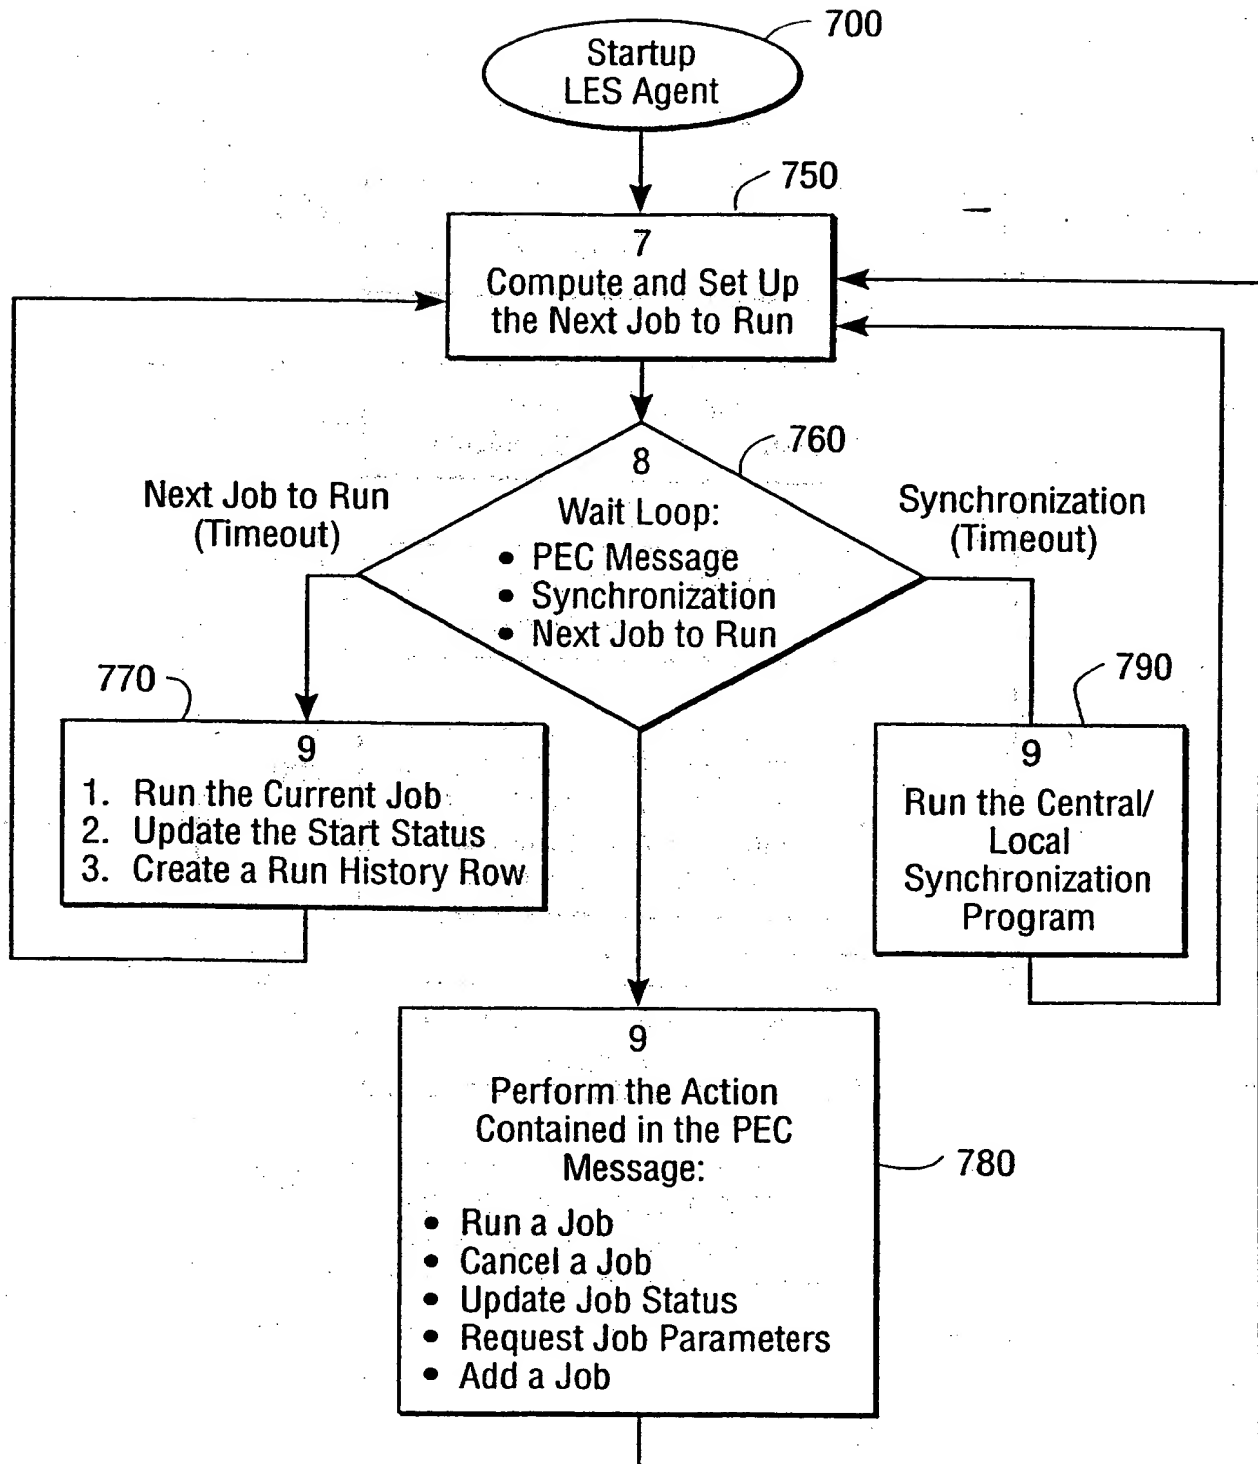 700
Startup
LES Agent
750
7
Compute and Set Up
the Next Job to Run
760
8
Wait Loop:
• PEC Message
• Synchronization
• Next Job to Run
Next Job to Run
(Timeout)
Synchronization
(Timeout)
770
9
1. Run the Current Job
2. Update the Start Status
3. Create a Run History Row
790
9
Run the Central/
Local
Synchronization
Program
9
Perform the Action
Contained in the PEC
Message:
• Run a Job
• Cancel a Job
• Update Job Status
• Request Job Parameters
• Add a Job
780